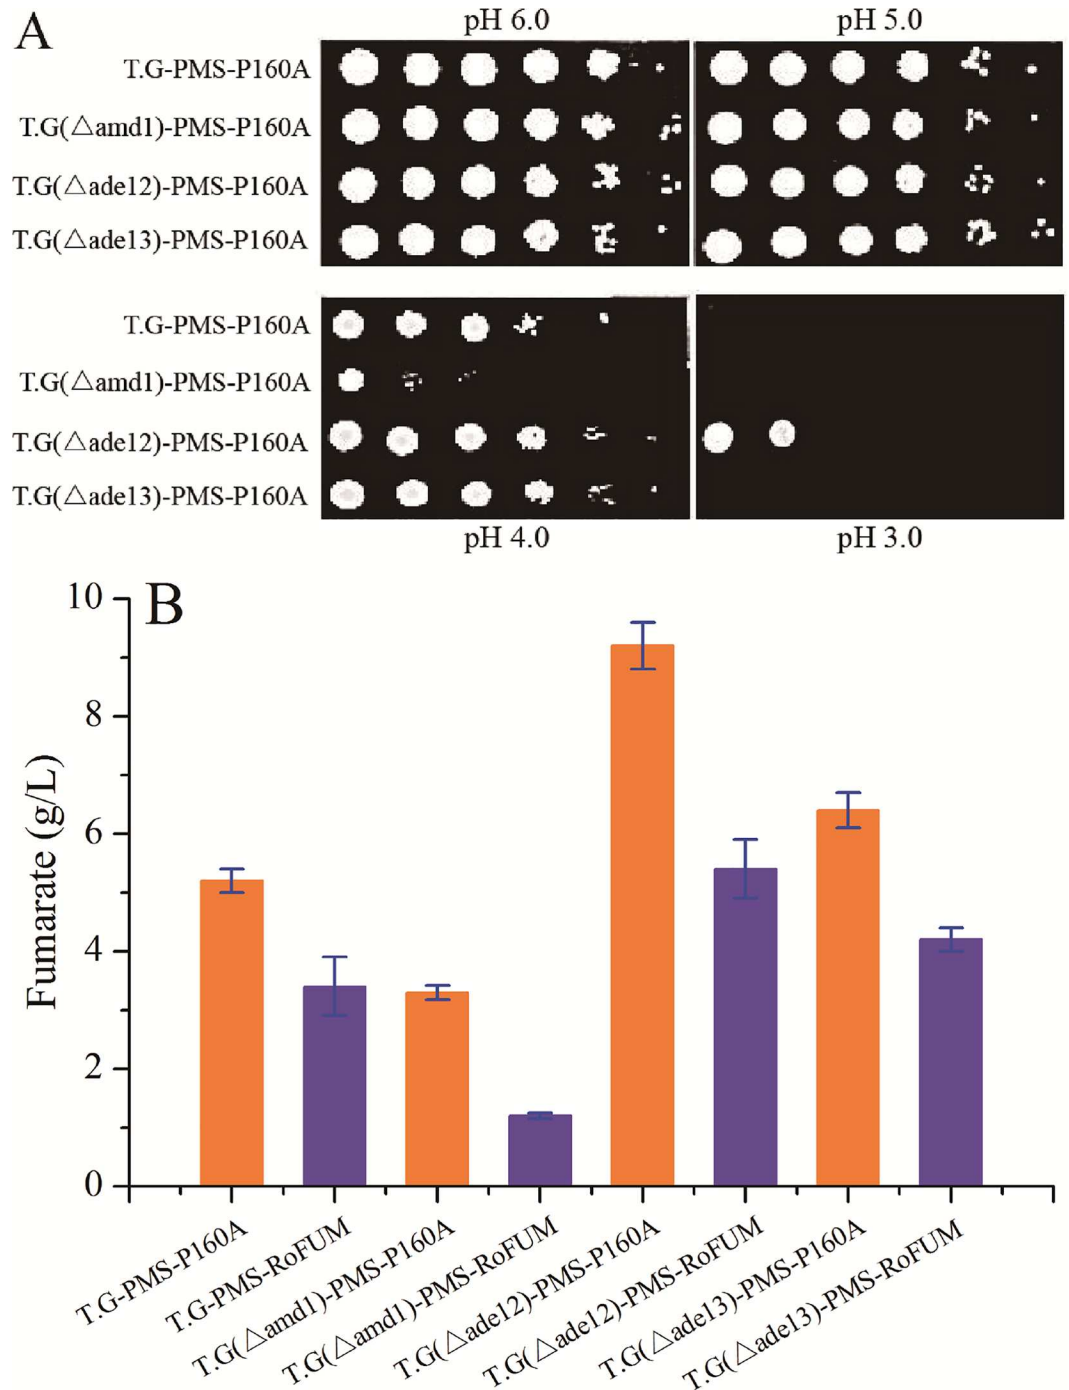 A
pH 6.0
pH 5.0
T.G-PMS-P160A
T.G(△amd1)-PMS-P160A
T.G(△ade12)-PMS-P160A
T.G(△ade13)-PMS-P160A
T.G-PMS-P160A
T.G(△amd1)-PMS-P160A
T.G(△ade12)-PMS-P160A
T.G(△ade13)-PMS-P160A
pH 4.0
pH 3.0
B
10
8
6
4
2
0
Fumarate (g/L)
T.G-PMS-P160A
T.G-PMS-RoFUM
T.G(△amd1)-PMS-P160A
T.G(△amd1)-PMS-RoFUM
T.G(△ade12)-PMS-P160A
T.G(△ade12)-PMS-RoFUM
T.G(△ade13)-PMS-P160A
T.G(△ade13)-PMS-RoFUM